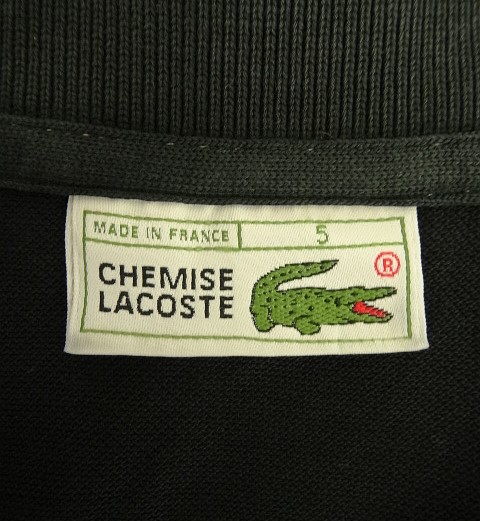 MADE IN FRANCE 5
CHEMISE
LACOSTE
®